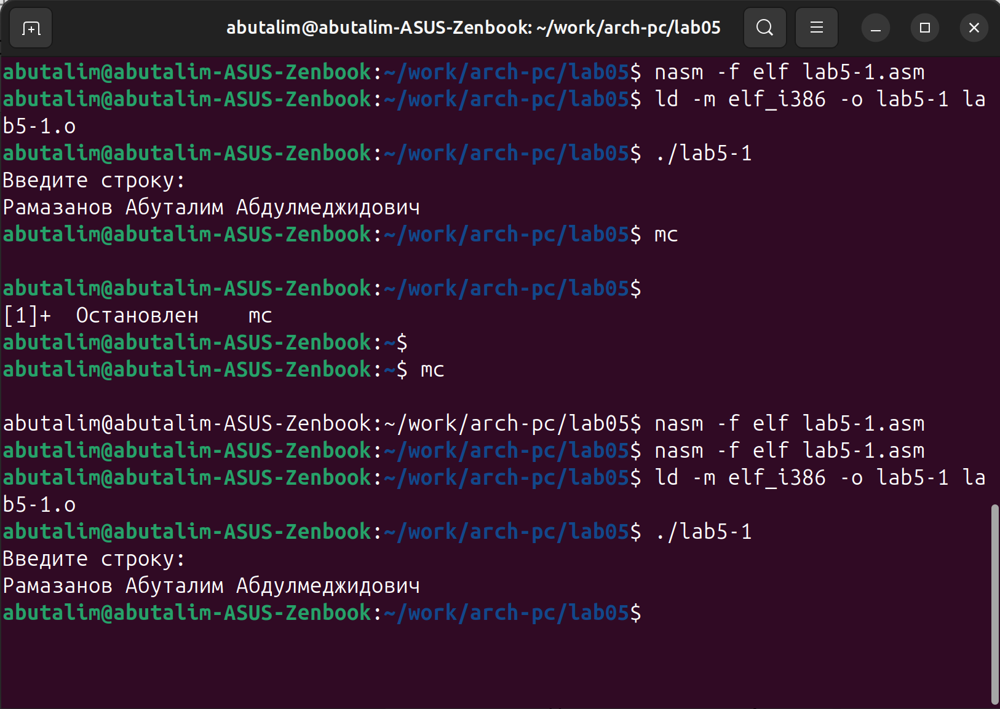 abutalim@abutalim-ASUS-Zenbook: ~/work/arch-pc/lab05
abutalim@abutalim-ASUS-Zenbook:~/work/arch-pc/lab05$ nasm -f elf lab5-1.asm
abutalim@abutalim-ASUS-Zenbook:~/work/arch-pc/lab05$ ld -m elf_i386 -o lab5-1 la
b5-1.o
abutalim@abutalim-ASUS-Zenbook:~/work/arch-pc/lab05$ ./lab5-1
Введите строку:
Рамазанов Абуталим Абдулмеджидович
abutalim@abutalim-ASUS-Zenbook:~/work/arch-pc/lab05$ mc
abutalim@abutalim-ASUS-Zenbook:~/work/arch-pc/lab05$
[1]+  Остановлен    mc
abutalim@abutalim-ASUS-Zenbook:~$
abutalim@abutalim-ASUS-Zenbook:~$ mc
abutalim@abutalim-ASUS-Zenbook:~/work/arch-pc/lab05$ nasm -f elf lab5-1.asm
abutalim@abutalim-ASUS-Zenbook:~/work/arch-pc/lab05$ nasm -f elf lab5-1.asm
abutalim@abutalim-ASUS-Zenbook:~/work/arch-pc/lab05$ ld -m elf_i386 -o lab5-1 la
b5-1.o
abutalim@abutalim-ASUS-Zenbook:~/work/arch-pc/lab05$ ./lab5-1
Введите строку:
Рамазанов Абуталим Абдулмеджидович
abutalim@abutalim-ASUS-Zenbook:~/work/arch-pc/lab05$